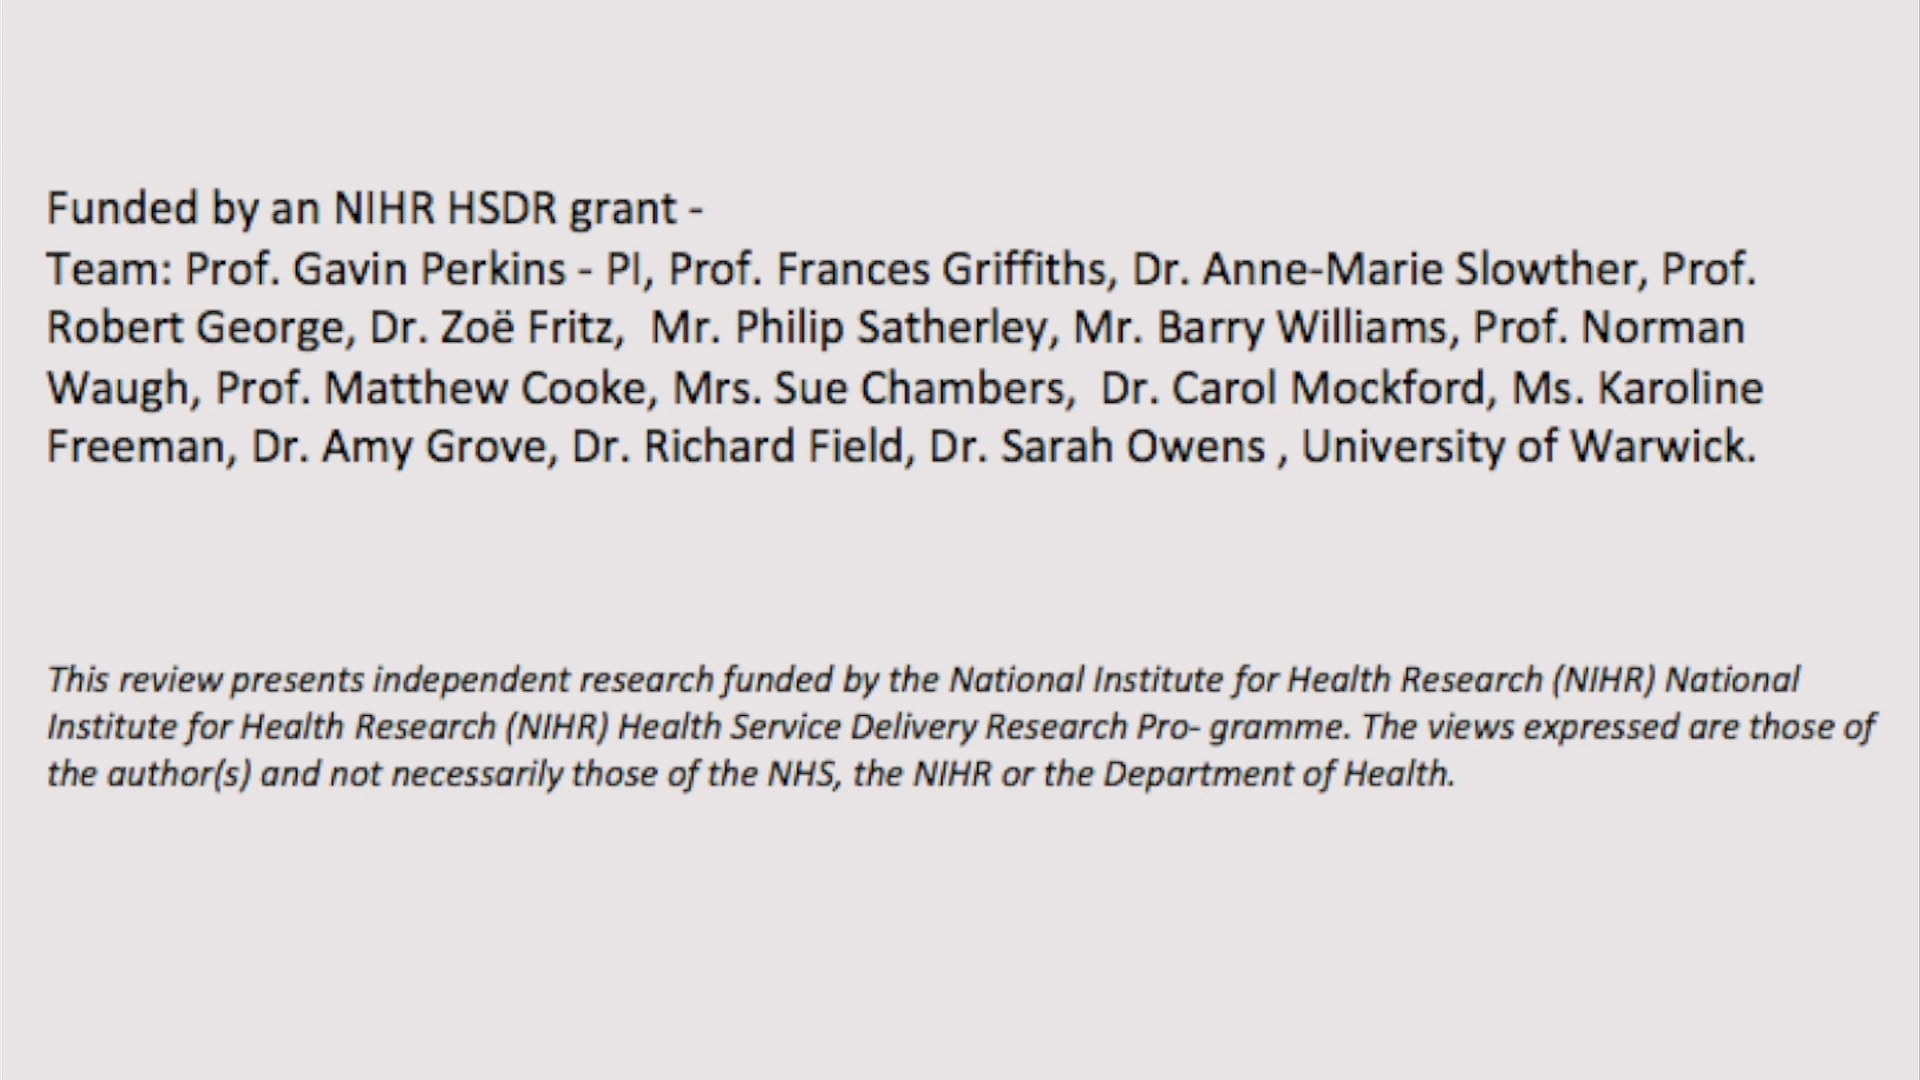 Funded by an NIHR HSDR grant -
Team: Prof. Gavin Perkins - PI, Prof. Frances Griffiths, Dr. Anne-Marie Slowther, Prof.
Robert George, Dr. Zoë Fritz,  Mr. Philip Satherley, Mr. Barry Williams, Prof. Norman
Waugh, Prof. Matthew Cooke, Mrs. Sue Chambers,  Dr. Carol Mockford, Ms. Karoline
Freeman, Dr. Amy Grove, Dr. Richard Field, Dr. Sarah Owens , University of Warwick.
This review presents independent research funded by the National Institute for Health Research (NIHR) National
Institute for Health Research (NIHR) Health Service Delivery Research Pro- gramme. The views expressed are those of
the author(s) and not necessarily those of the NHS, the NIHR or the Department of Health.